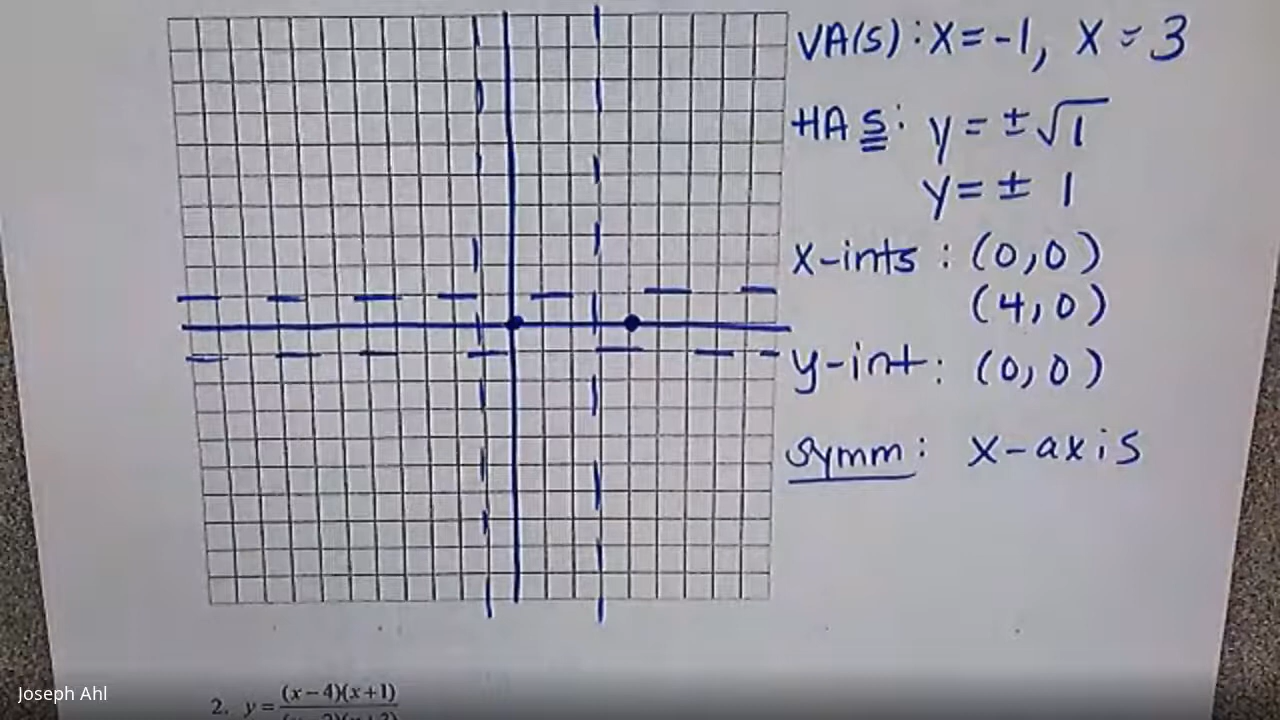 VA(S): x = -1, x = 3
HAS: y = ±√1
y = ± 1
x-ints: (0,0)
(4,0)
y-int: (0,0)
Symm: x-axis
2. y = (x-4)(x+1)
Joseph Ahl